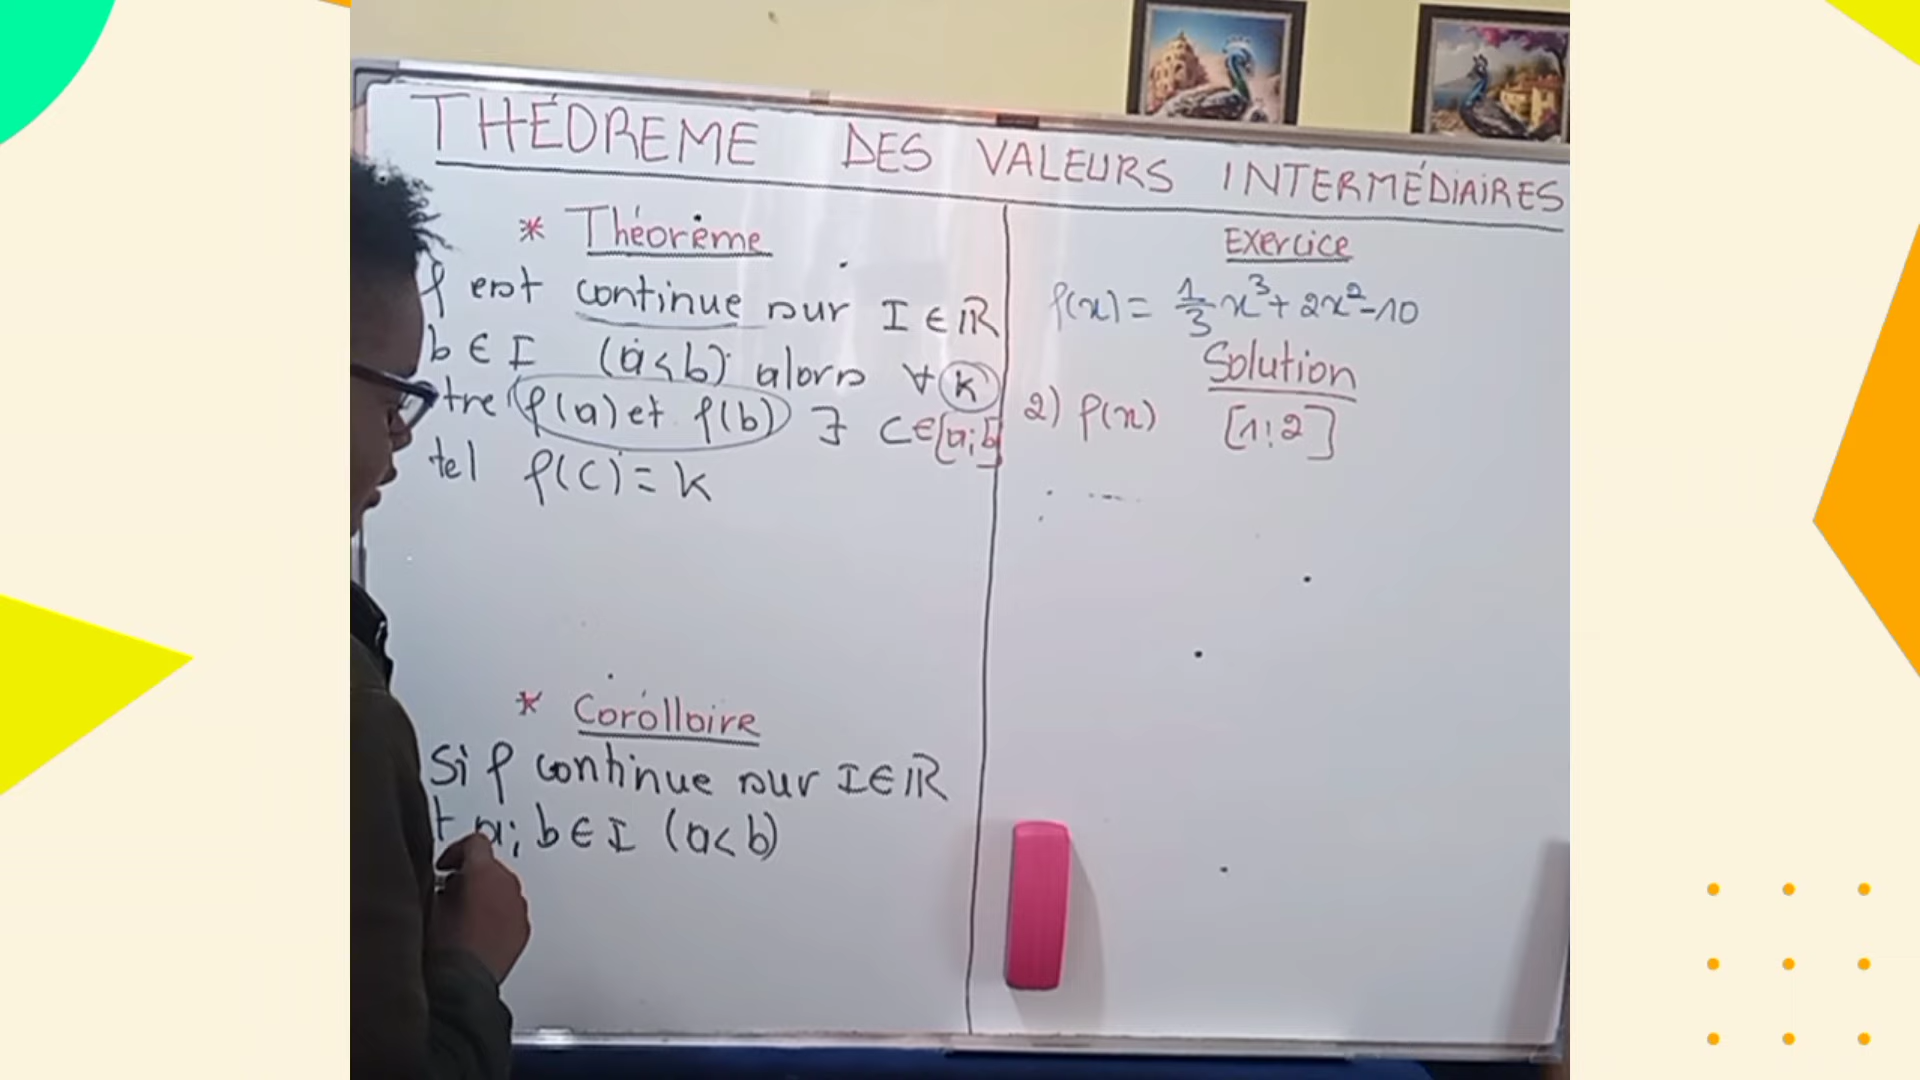 THÉOREME DES VALEURS INTERMÉDIAIRES
* Théorème
f est continue sur I ∈ ℝ
b ∈ I (a < b) alors ∀ k
tre f(a) et f(b) ∃ C ∈ [a; b]
tel f(C) = k
* Corolloire
Si f continue sur I ∈ ℝ
t a; b ∈ I (a < b)
Exercice
f(x) = 1/3 x³ + 2x² - 10
Solution
2) f(x) [1; 2]